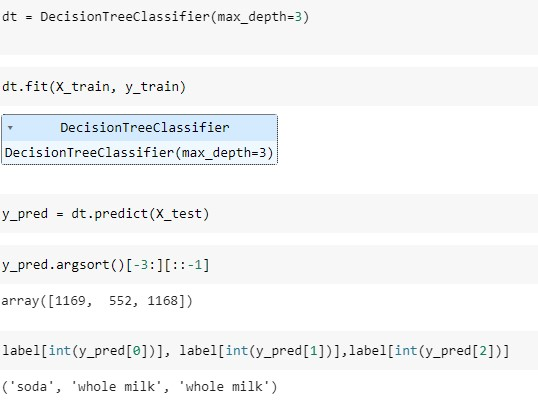 dt = DecisionTreeClassifier(max_depth=3)
dt.fit(X_train, y_train)
DecisionTreeClassifier
DecisionTreeClassifier(max_depth=3)
y_pred = dt.predict(X_test)
y_pred.argsort()[-3:][::-1]
array([1169,  552, 1168])
label[int(y_pred[0])], label[int(y_pred[1])],label[int(y_pred[2])]
('soda', 'whole milk', 'whole milk')